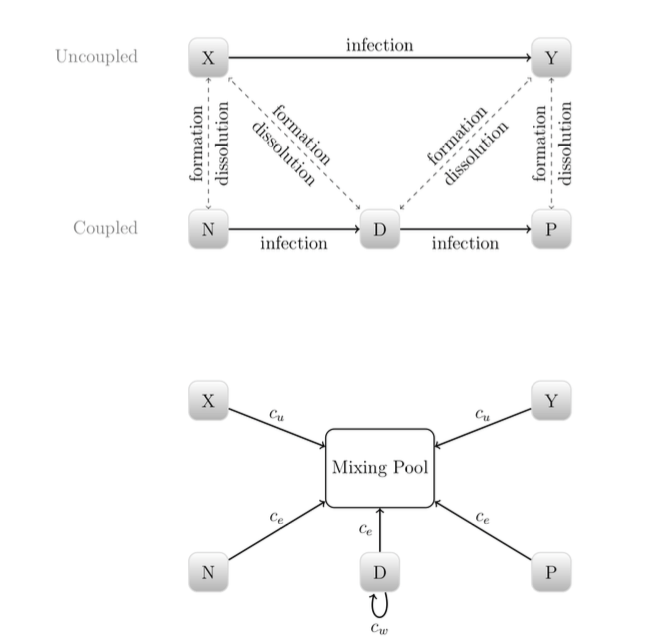 infection
Uncoupled X Y
formation
dissolution
formation
dissolution
formation
dissolution
formation
dissolution
Coupled N D P
infection infection
X Y
c_u c_u
Mixing Pool
c_e c_e c_e
N D P
c_w